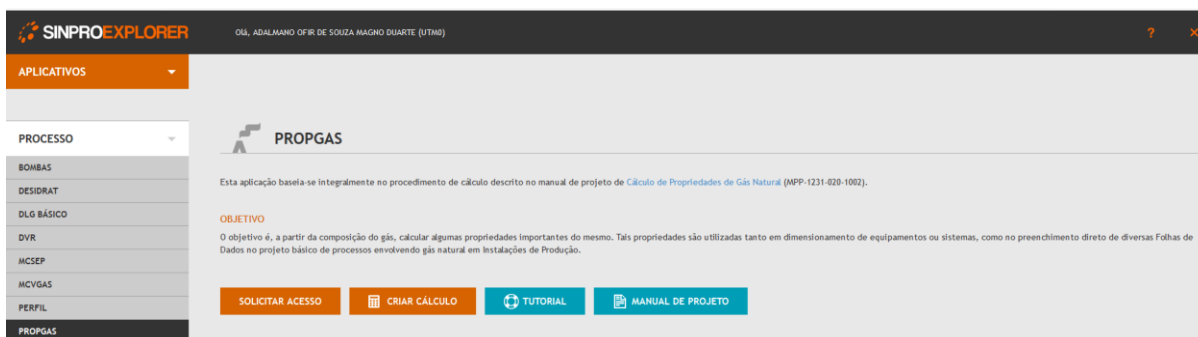 SINPROEXPLORER
Olá, ADALMANO OFIR DE SOUZA MAGNO DUARTE (UTM0)
?
×
APLICATIVOS
PROCESSO
BOMBAS
DESIDRAT
DLG BÁSICO
DVR
MCSEP
MCVGAS
PERFIL
PROPGAS
PROPGAS
Esta aplicação baseia-se integralmente no procedimento de cálculo descrito no manual de projeto de Cálculo de Propriedades de Gás Natural (MPP-1231-020-1002).
OBJETIVO
O objetivo é, a partir da composição do gás, calcular algumas propriedades importantes do mesmo. Tais propriedades são utilizadas tanto em dimensionamento de equipamentos ou sistemas, como no preenchimento direto de diversas Folhas de
Dados no projeto básico de processos envolvendo gás natural em Instalações de Produção.
SOLICITAR ACESSO
CRIAR CÁLCULO
TUTORIAL
MANUAL DE PROJETO